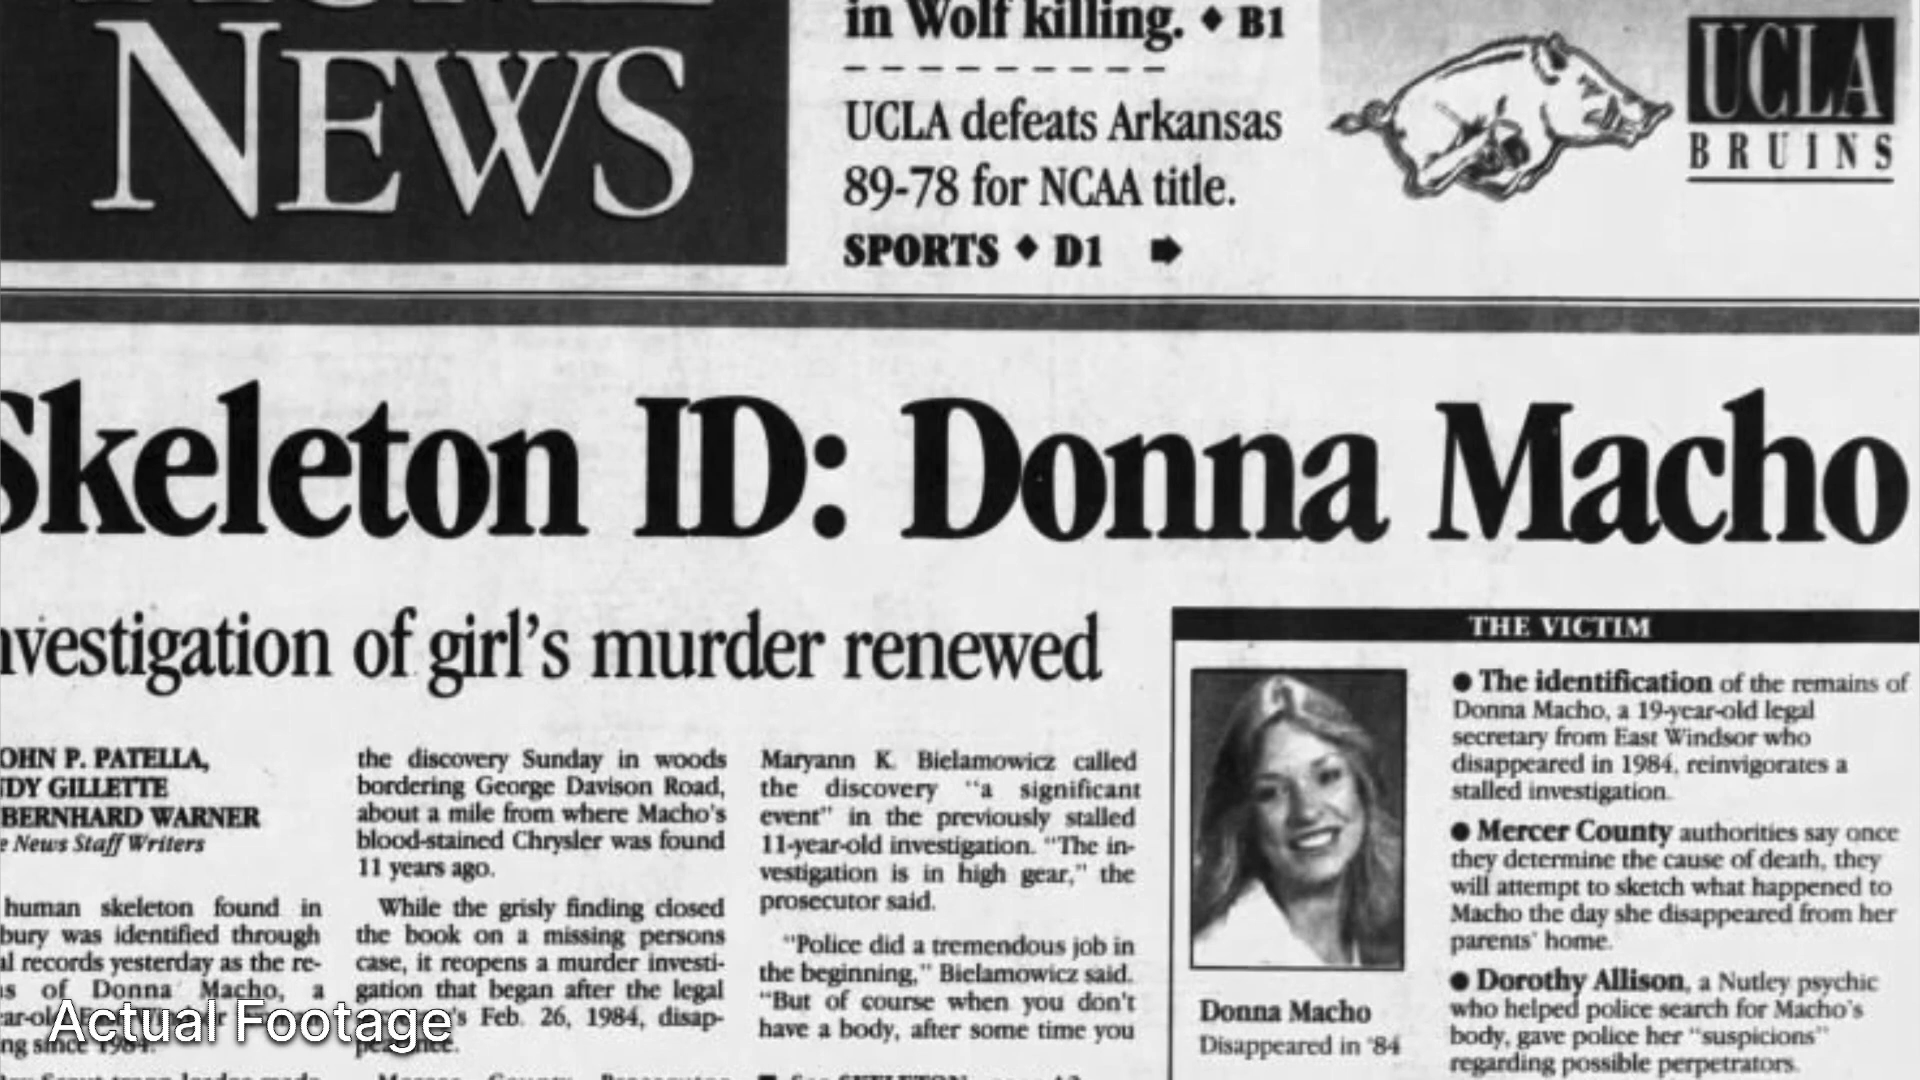 NEWS
in Wolf killing. ♦ B1
UCLA defeats Arkansas
89-78 for NCAA title.
SPORTS ♦ D1
UCLA
BRUINS
Skeleton ID: Donna Macho
nvestigation of girl's murder renewed
OHN P. PATELLA,
DY GILLETTE
BERNHARD WARNER
e News Staff Writers
human skeleton found in
bury was identified through
al records yesterday as the re-
s of Donna Macho, a
ng since 1984.
the discovery Sunday in woods
bordering George Davison Road,
about a mile from where Macho's
blood-stained Chrysler was found
11 years ago.
While the grisly finding closed
the book on a missing persons
case, it reopens a murder investi-
gation that began after the legal
's Feb. 26, 1984, disap-
Maryann K. Bielamowicz called
the discovery "a significant
event" in the previously stalled
11-year-old investigation. "The in-
vestigation is in high gear," the
prosecutor said.
"Police did a tremendous job in
the beginning," Bielamowicz said.
"But of course when you don't
have a body, after some time you
THE VICTIM
Donna Macho
Disappeared in '84
● The identification of the remains of
Donna Macho, a 19-year-old legal
secretary from East Windsor who
disappeared in 1984, reinvigorates a
stalled investigation.
● Mercer County authorities say once
they determine the cause of death, they
will attempt to sketch what happened to
Macho the day she disappeared from her
parents' home.
● Dorothy Allison, a Nutley psychic
who helped police search for Macho's
body, gave police her "suspicions"
regarding possible perpetrators.
Actual Footage